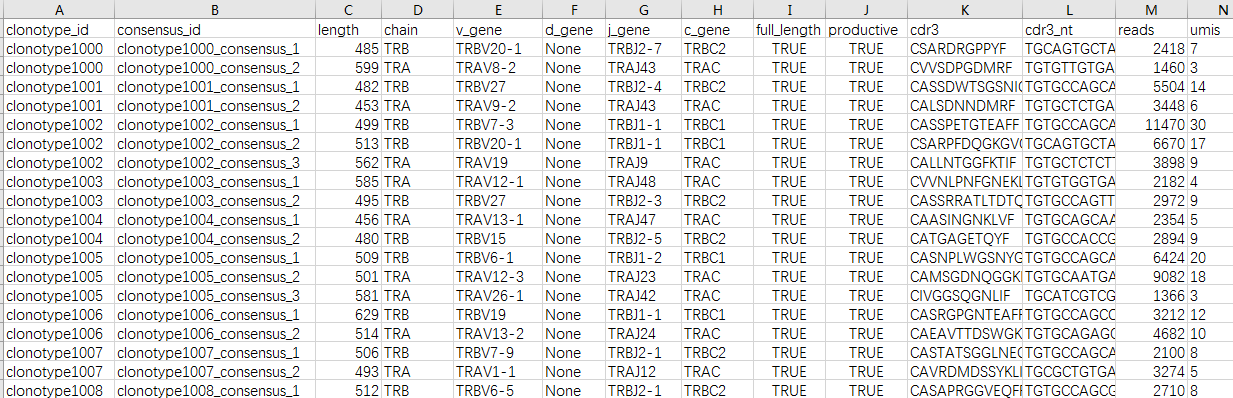 A B C D E F G H I J K L M N
clonotype_id consensus_id length chain v_gene d_gene j_gene c_gene full_length productive cdr3 cdr3_nt reads umis
clonotype1000 clonotype1000_consensus_1 485 TRB TRBV20-1 None TRBJ2-7 TRBC2 TRUE TRUE CSARDRGPPYF TGCAGTGCTA 2418 7
clonotype1000 clonotype1000_consensus_2 599 TRA TRAV8-2 None TRAJ43 TRAC TRUE TRUE CVVSDPGDMRF TGTGTTGTGA 1460 3
clonotype1001 clonotype1001_consensus_1 482 TRB TRBV27 None TRBJ2-4 TRBC2 TRUE TRUE CASSDWTSGSNI TGTGCCAGCA 5504 14
clonotype1001 clonotype1001_consensus_2 453 TRA TRAV9-2 None TRAJ43 TRAC TRUE TRUE CALSDNNDMRF TGTGCTCTGA 3448 6
clonotype1002 clonotype1002_consensus_1 499 TRB TRBV7-3 None TRBJ1-1 TRBC1 TRUE TRUE CASSPETGTEAFF TGTGCCAGCA 11470 30
clonotype1002 clonotype1002_consensus_2 513 TRB TRBV20-1 None TRBJ1-1 TRBC1 TRUE TRUE CSARPFDQGKGV TGCAGTGCTA 6670 17
clonotype1002 clonotype1002_consensus_3 562 TRA TRAV19 None TRAJ9 TRAC TRUE TRUE CALLNTGGFKTIF TGTGCTCTCT 3898 9
clonotype1003 clonotype1003_consensus_1 585 TRA TRAV12-1 None TRAJ48 TRAC TRUE TRUE CVVNLPNFGNEK TGTGTGGTGA 2182 4
clonotype1003 clonotype1003_consensus_2 495 TRB TRBV27 None TRBJ2-3 TRBC2 TRUE TRUE CASSRRATLTDTQ TGTGCCAGTT 2972 9
clonotype1004 clonotype1004_consensus_1 456 TRA TRAV13-1 None TRAJ47 TRAC TRUE TRUE CAASINGNKLVF TGTGCAGCAA 2354 5
clonotype1004 clonotype1004_consensus_2 480 TRB TRBV15 None TRBJ2-5 TRBC2 TRUE TRUE CATGAGETQYF TGTGCCACCG 2894 9
clonotype1005 clonotype1005_consensus_1 509 TRB TRBV6-1 None TRBJ1-2 TRBC1 TRUE TRUE CASNPLWGSNYG TGTGCCAGCA 6424 20
clonotype1005 clonotype1005_consensus_2 501 TRA TRAV12-3 None TRAJ23 TRAC TRUE TRUE CAMSGDNQGGK TGTGCAATGA 9082 18
clonotype1005 clonotype1005_consensus_3 581 TRA TRAV26-1 None TRAJ42 TRAC TRUE TRUE CIVGGSQGNLIF TGCATCGTCG 1366 3
clonotype1006 clonotype1006_consensus_1 629 TRB TRBV19 None TRBJ1-1 TRBC1 TRUE TRUE CASRGPGNTEAF TGTGCCAGCC 3212 12
clonotype1006 clonotype1006_consensus_2 514 TRA TRAV13-2 None TRAJ24 TRAC TRUE TRUE CAEAVTTDSWGK TGTGCAGAGC 4682 10
clonotype1007 clonotype1007_consensus_1 506 TRB TRBV7-9 None TRBJ2-1 TRBC2 TRUE TRUE CASTATSGGLNE TGTGCCAGCA 2100 8
clonotype1007 clonotype1007_consensus_2 493 TRA TRAV1-1 None TRAJ12 TRAC TRUE TRUE CAVRDMDSSYKL TGCGCTGTGA 3274 5
clonotype1008 clonotype1008_consensus_1 512 TRB TRBV6-5 None TRBJ2-1 TRBC2 TRUE TRUE CASAPRGGVEQF TGTGCCAGCG 2710 8